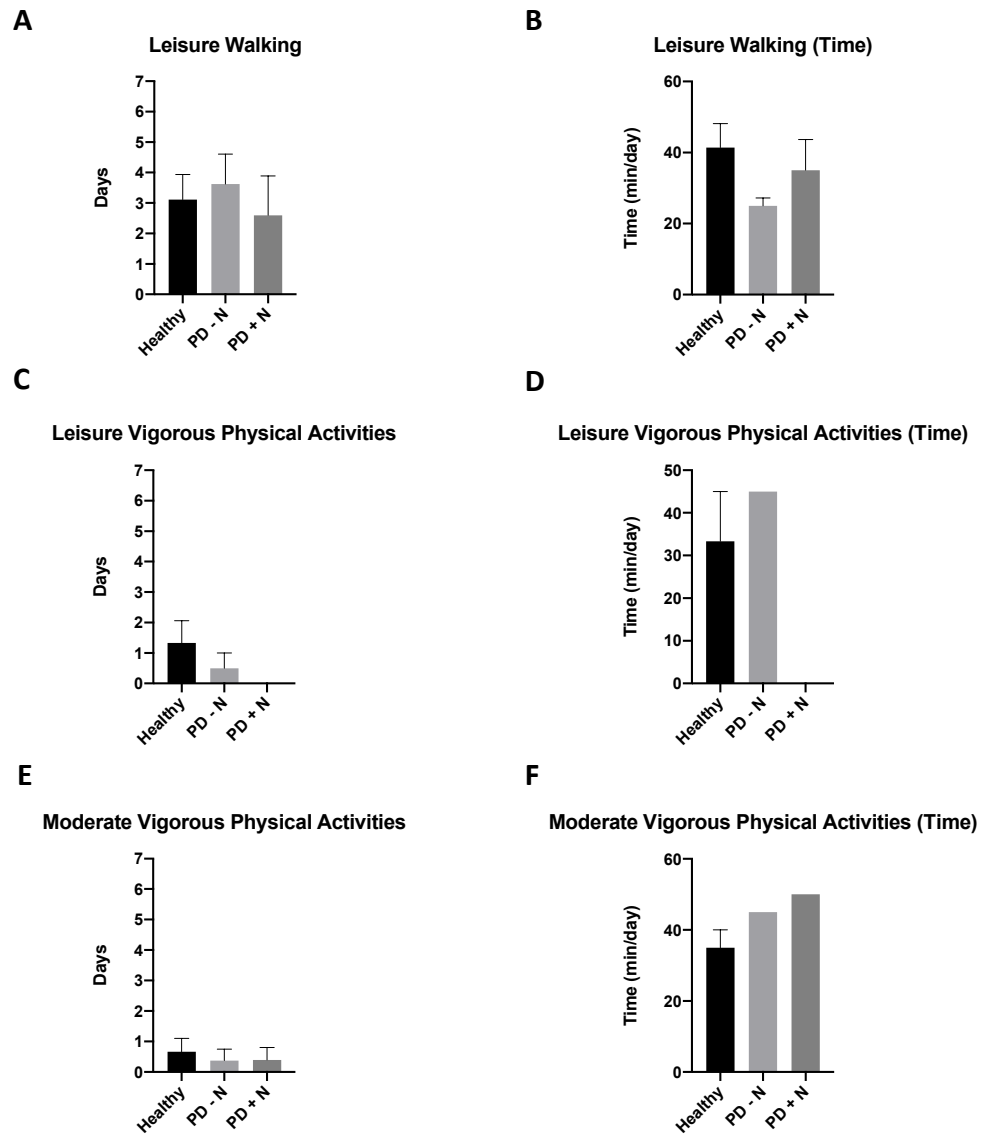 A
Leisure Walking
Days
7
6
5
4
3
2
1
0
Healthy
PD - N
PD + N
B
Leisure Walking (Time)
Time (min/day)
60
40
20
0
Healthy
PD - N
PD + N
C
Leisure Vigorous Physical Activities
Days
7
6
5
4
3
2
1
0
Healthy
PD - N
PD + N
D
Leisure Vigorous Physical Activities (Time)
Time (min/day)
50
40
30
20
10
0
Healthy
PD - N
PD + N
E
Moderate Vigorous Physical Activities
Days
7
6
5
4
3
2
1
0
Healthy
PD - N
PD + N
F
Moderate Vigorous Physical Activities (Time)
Time (min/day)
60
40
20
0
Healthy
PD - N
PD + N